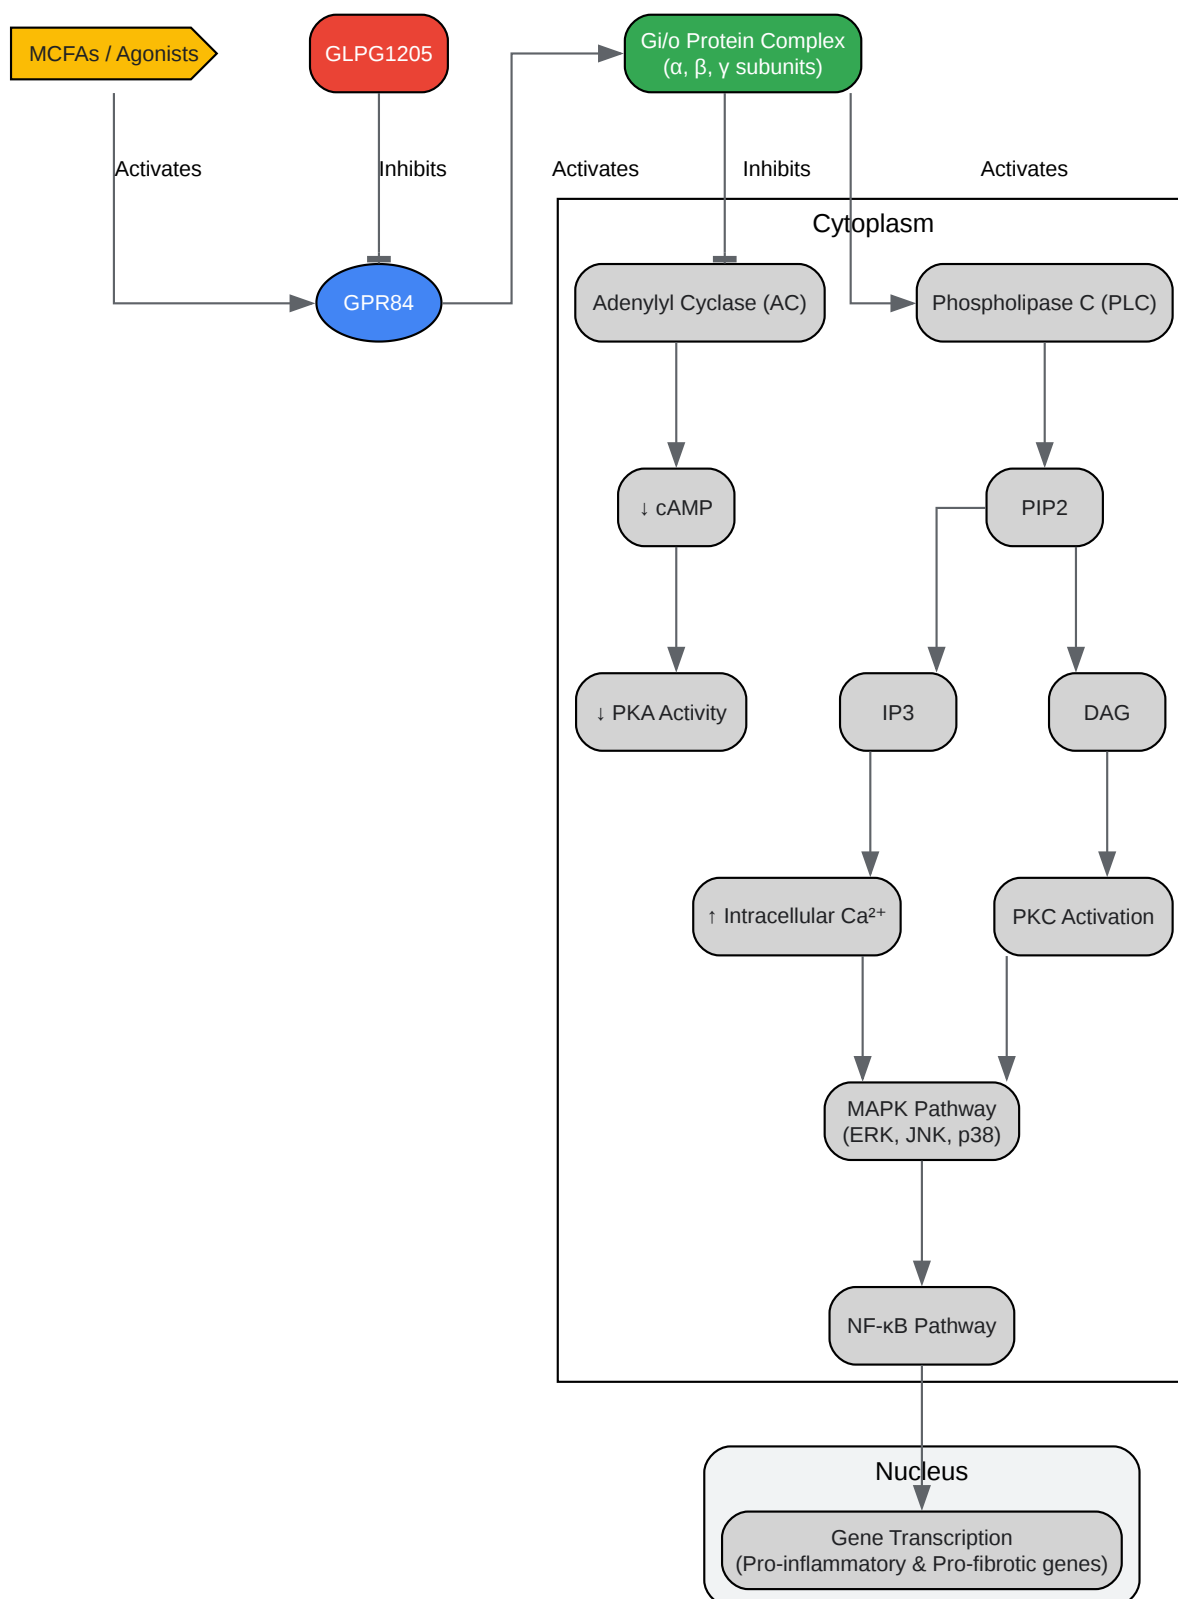 MCFAs / Agonists
GLPG1205
Gi/o Protein Complex
(α, β, γ subunits)
Activates
Inhibits
Activates
Inhibits
Activates
Cytoplasm
GPR84
Adenylyl Cyclase (AC)
Phospholipase C (PLC)
↓ cAMP
PIP2
↓ PKA Activity
IP3
DAG
↑ Intracellular Ca²⁺
PKC Activation
MAPK Pathway
(ERK, JNK, p38)
NF-κB Pathway
Nucleus
Gene Transcription
(Pro-inflammatory & Pro-fibrotic genes)